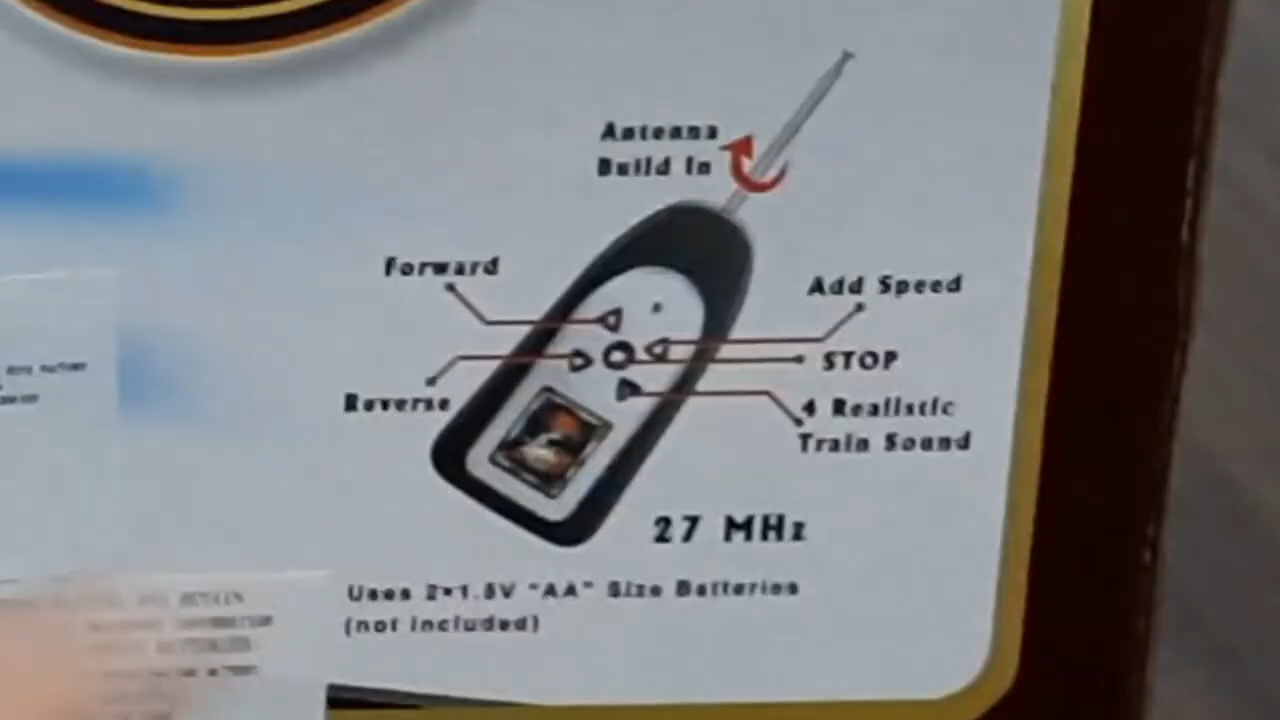 Antenna
Build In
Forward
Add Speed
STOP
Reverse
4 Realistic
Train Sound
27 MHz
Uses 2*1.5V "AA" Size Batteries
(not included)